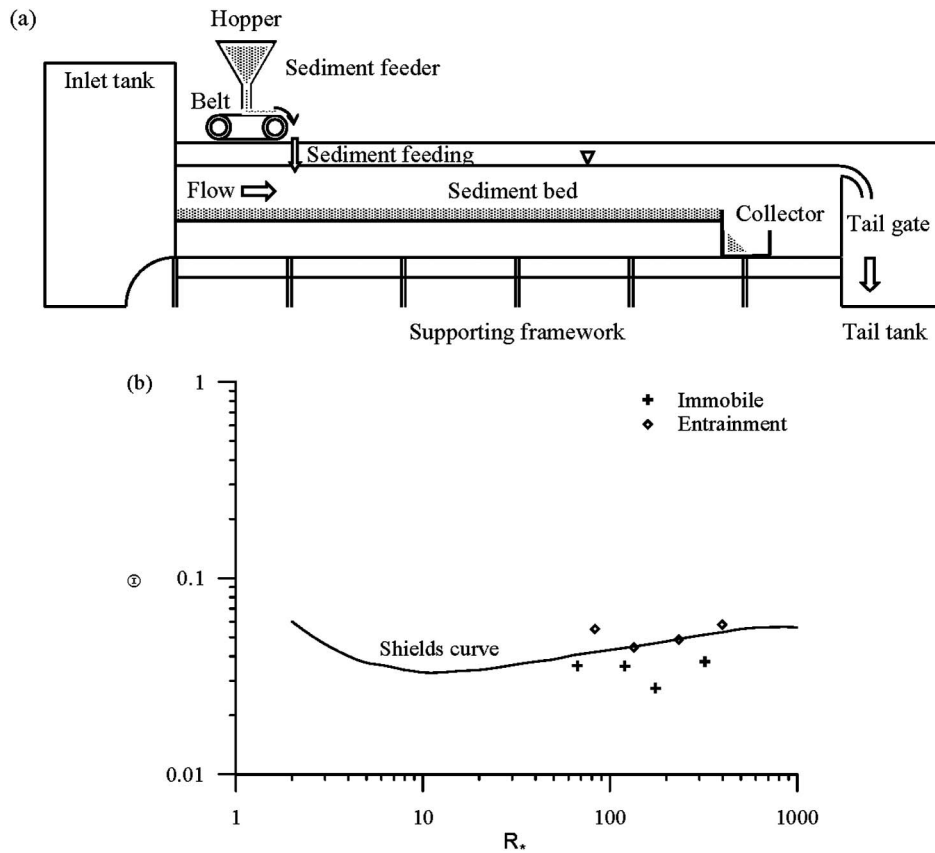 (a)
Hopper
Inlet tank
Sediment feeder
Belt
Sediment feeding
Flow
Sediment bed
Collector
Tail gate
Supporting framework
Tail tank
(b)
1
0.1
0.01
Θ
Immobile
Entrainment
Shields curve
1
10
100
1000
R*